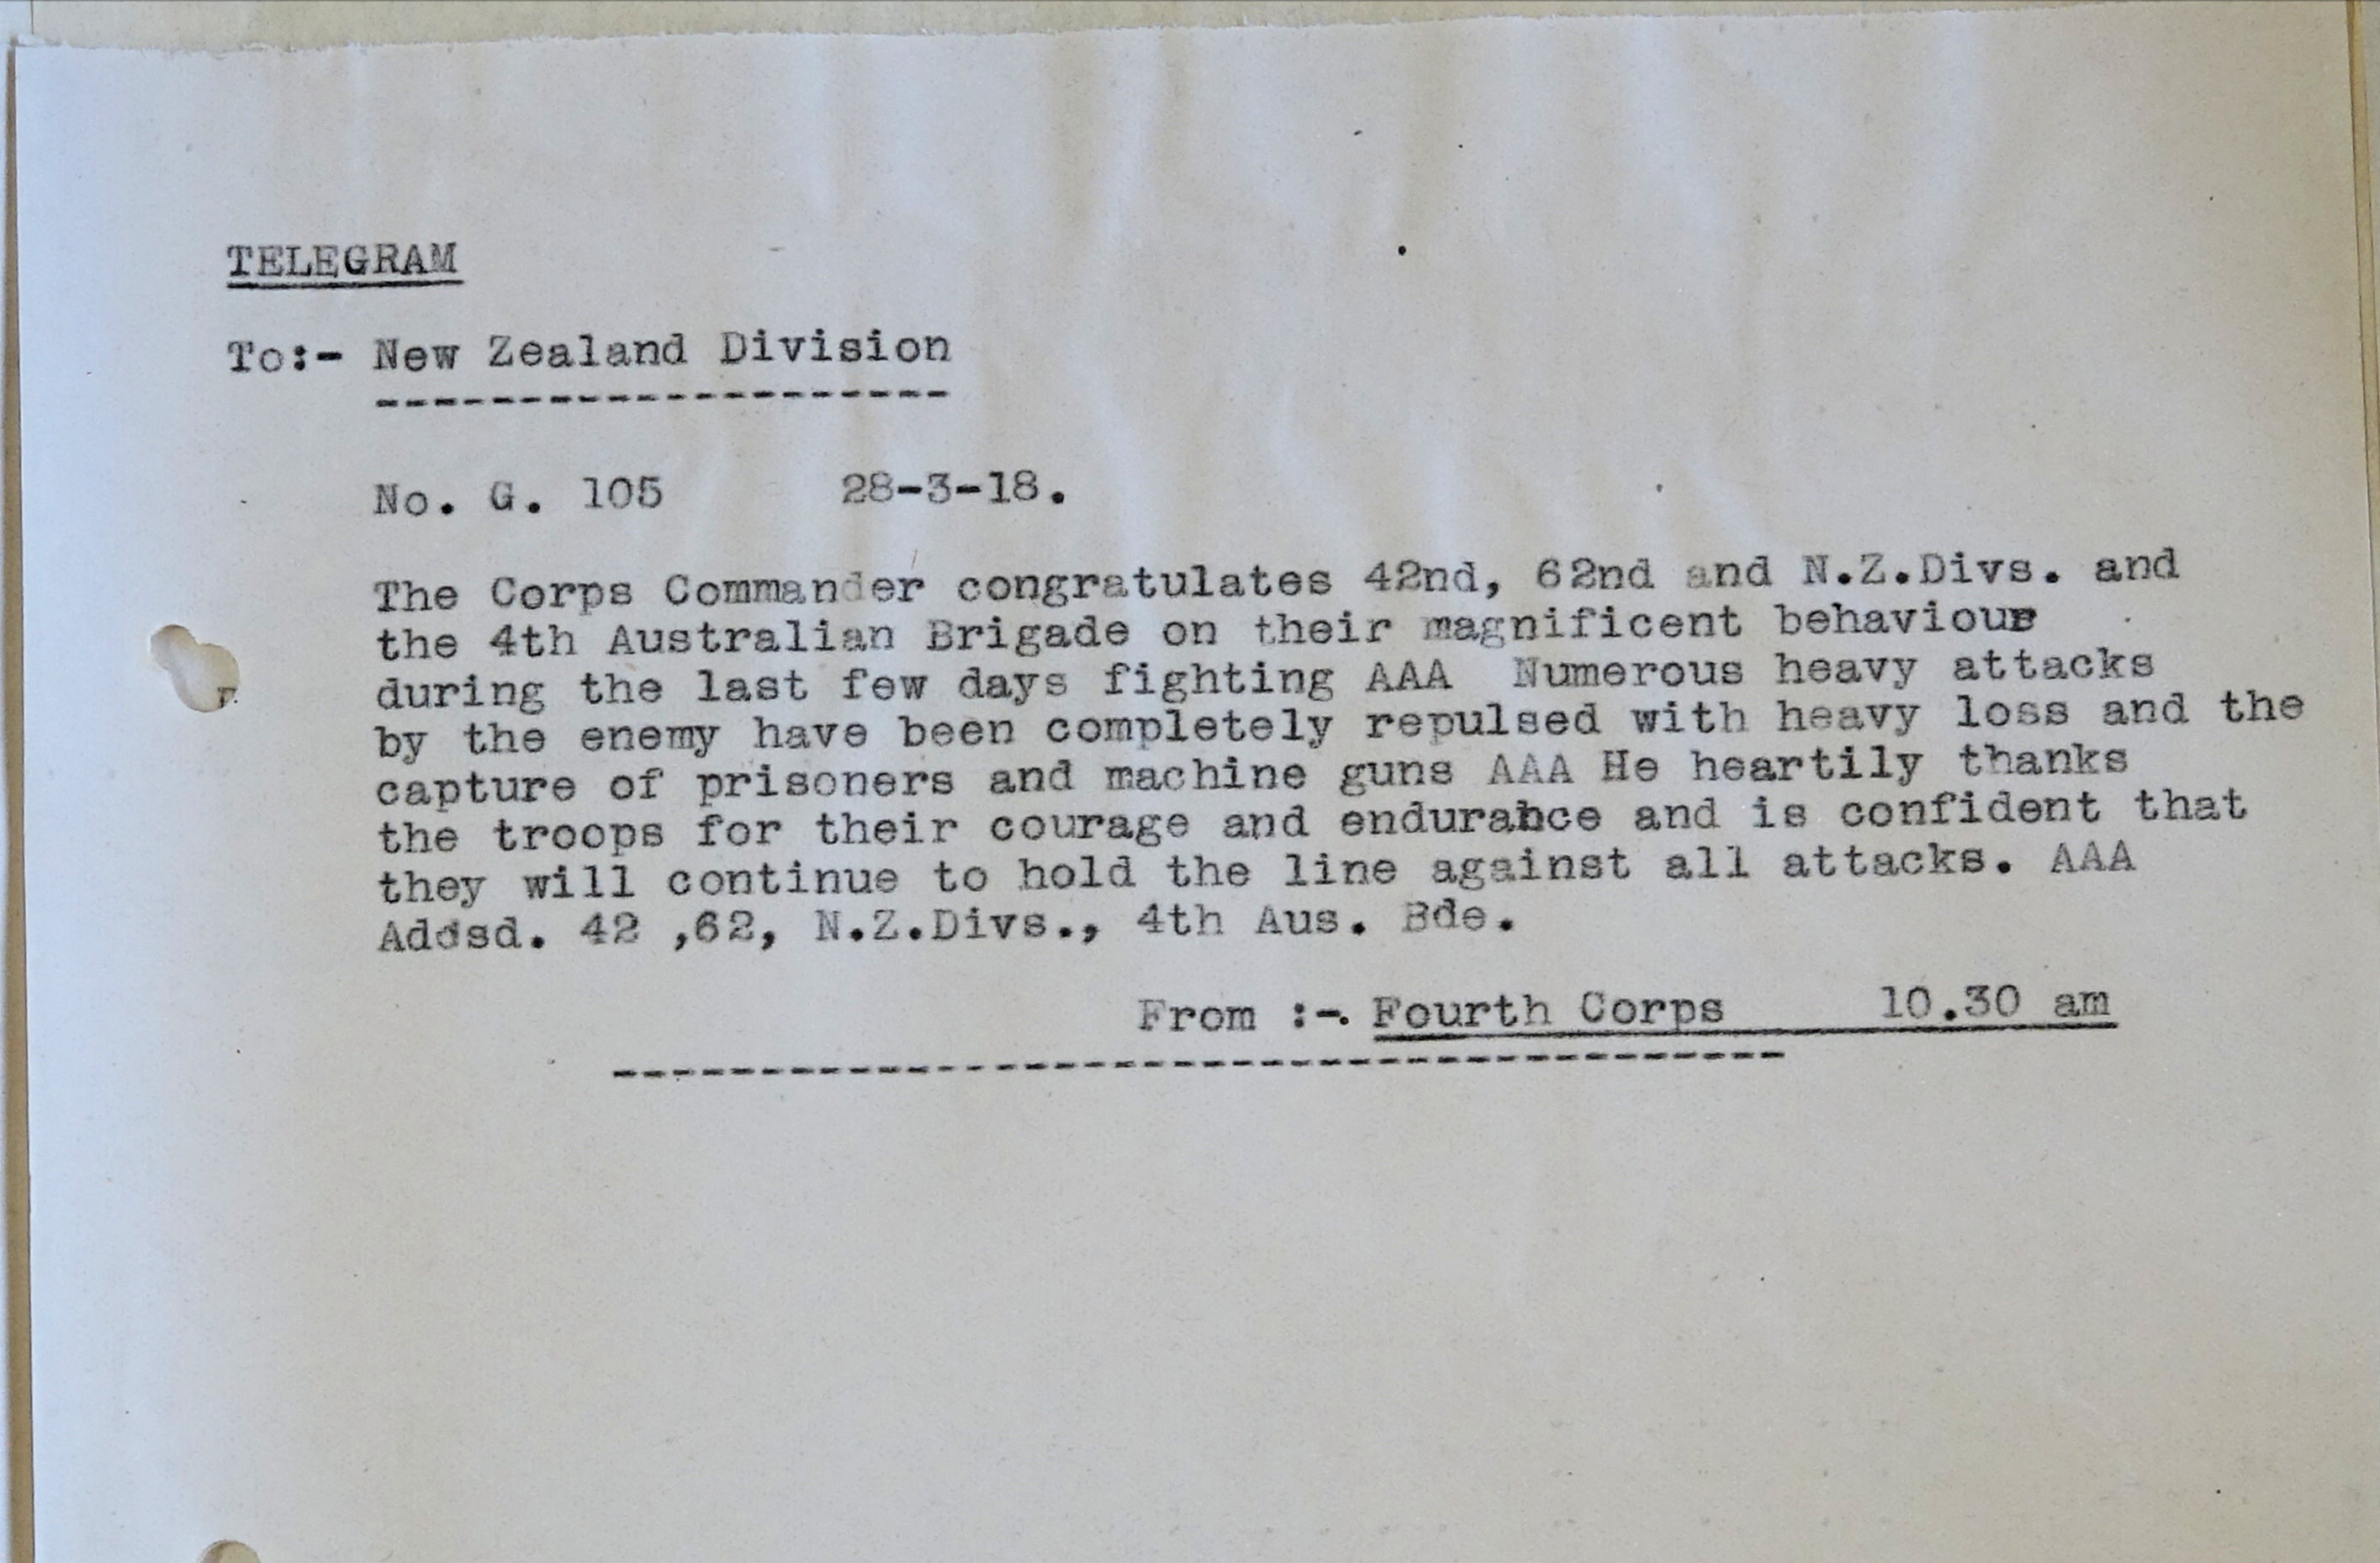 TELEGRAM
To:- New Zealand Division
--------------------
No. G. 105 28-3-18.
The Corps Commander congratulates 42nd, 62nd and N.Z.Divs. and
the 4th Australian Brigade on their magnificent behaviour
during the last few days fighting AAA Numerous heavy attacks
by the enemy have been completely repulsed with heavy loss and the
capture of prisoners and machine guns AAA He heartily thanks
the troops for their courage and endurance and is confident that
they will continue to hold the line against all attacks. AAA
Addsd. 42 ,62, N.Z.Divs., 4th Aus. Bde.
From :-. Fourth Corps 10.30 am
----------------------------------------